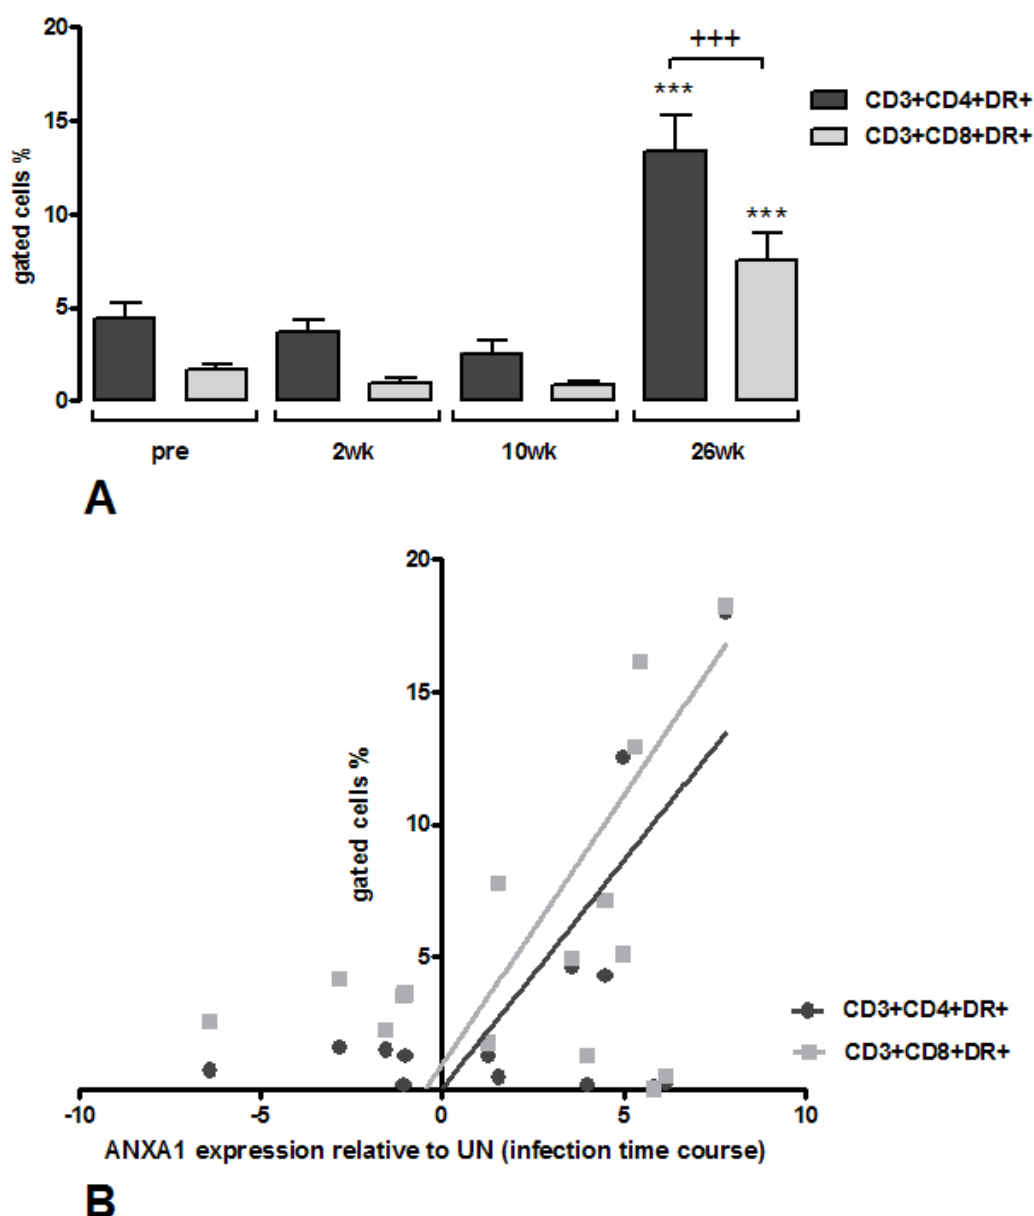 20
+++
***
CD3+CD4+DR+
CD3+CD8+DR+
15
gated cells %
10
***
5
0
pre 2wk 10wk 26wk
A
20
15
gated cells %
10
5
CD3+CD4+DR+
CD3+CD8+DR+
-10 -5 0 5 10
ANXA1 expression relative to UN (infection time course)
B